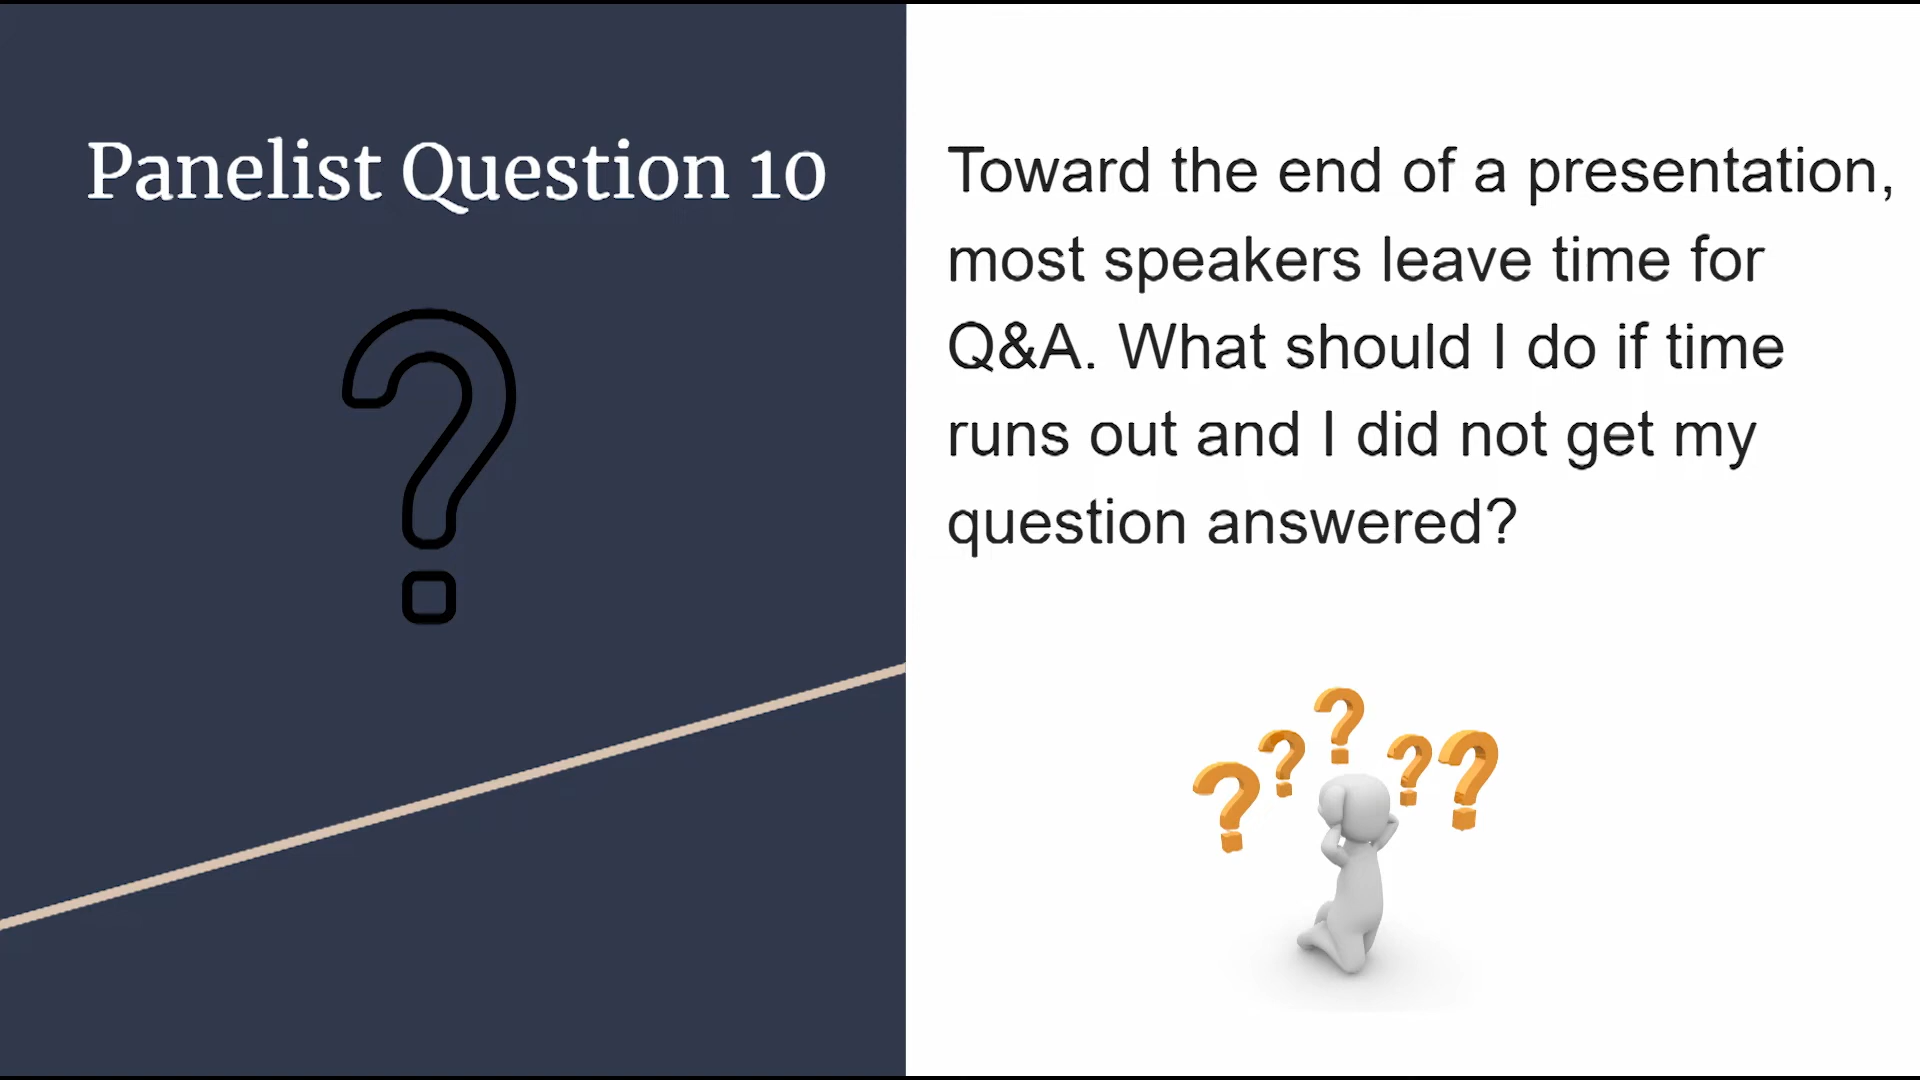 Panelist Question 10
Toward the end of a presentation,
most speakers leave time for
Q&A. What should I do if time
runs out and I did not get my
question answered?